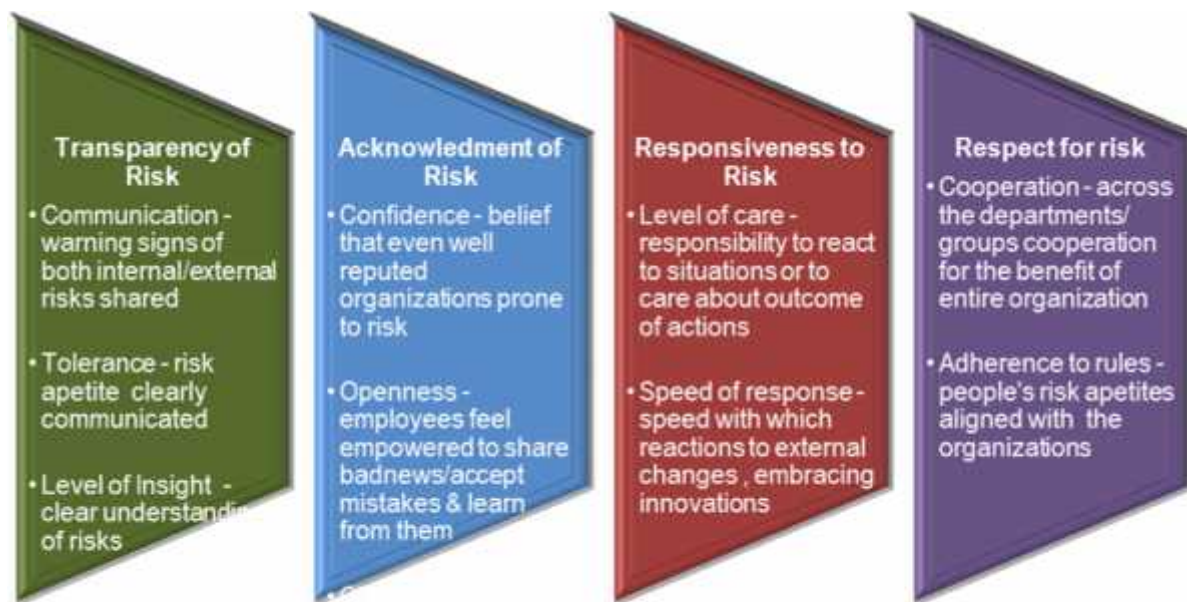 Transparency of
Risk
• Communication -
warning signs of
both internal/external
risks shared
• Tolerance - risk
apetite clearly
communicated
• Level of Insight -
clear understanding
of risks
Acknowledment of
Risk
• Confidence - belief
that even well
reputed
organizations prone
to risk
• Openness -
employees feel
empowered to share
badnews/accept
mistakes & learn
from them
Responsiveness to
Risk
• Level of care -
responsibility to react
to situations or to
care about outcome
of actions
• Speed of response -
speed with which
reactions to external
changes , embracing
innovations
Respect for risk
• Cooperation - across
the departments/
groups cooperation
for the benefit of
entire organization
• Adherence to rules -
people's risk apetites
aligned with the
organizations